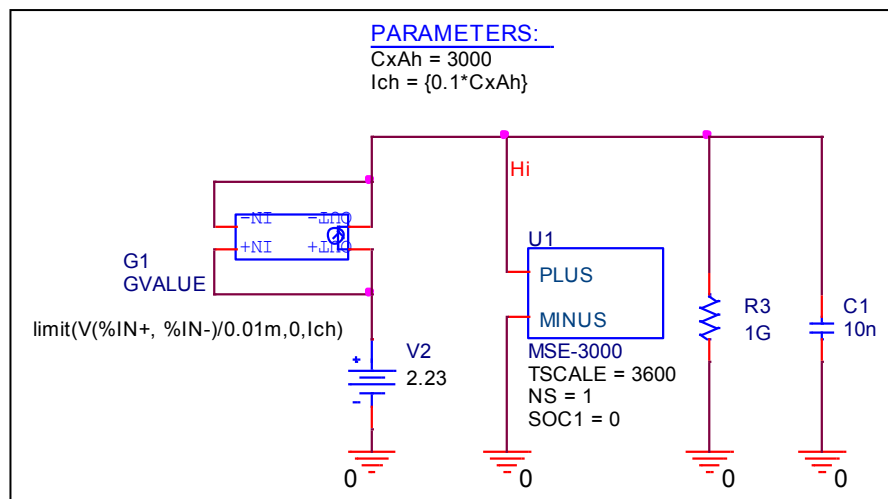 PARAMETERS:
CxAh = 3000
Ich = {0.1*CxAh}
Hi
IN- OUT-
IN+ OUT+
G1
GVALUE
limit(V(%IN+, %IN-)/0.01m,0,Ich)
+
-
V2
2.23
U1
PLUS
MINUS
MSE-3000
TSCALE = 3600
NS = 1
SOC1 = 0
R3
1G
C1
10n
0
0
0
0